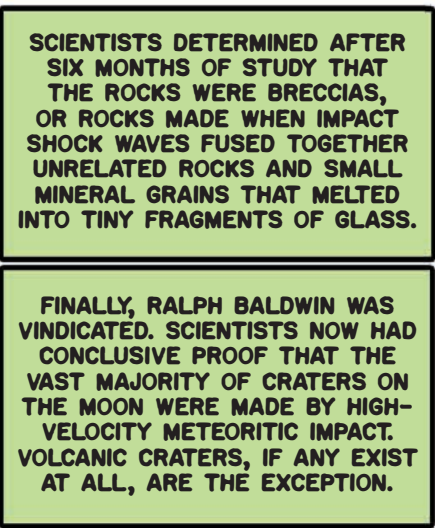 SCIENTISTS DETERMINED AFTER
SIX MONTHS OF STUDY THAT
THE ROCKS WERE BRECCIAS,
OR ROCKS MADE WHEN IMPACT
SHOCK WAVES FUSED TOGETHER
UNRELATED ROCKS AND SMALL
MINERAL GRAINS THAT MELTED
INTO TINY FRAGMENTS OF GLASS.
FINALLY, RALPH BALDWIN WAS
VINDICATED. SCIENTISTS NOW HAD
CONCLUSIVE PROOF THAT THE
VAST MAJORITY OF CRATERS ON
THE MOON WERE MADE BY HIGH-
VELOCITY METEORITIC IMPACT.
VOLCANIC CRATERS, IF ANY EXIST
AT ALL, ARE THE EXCEPTION.